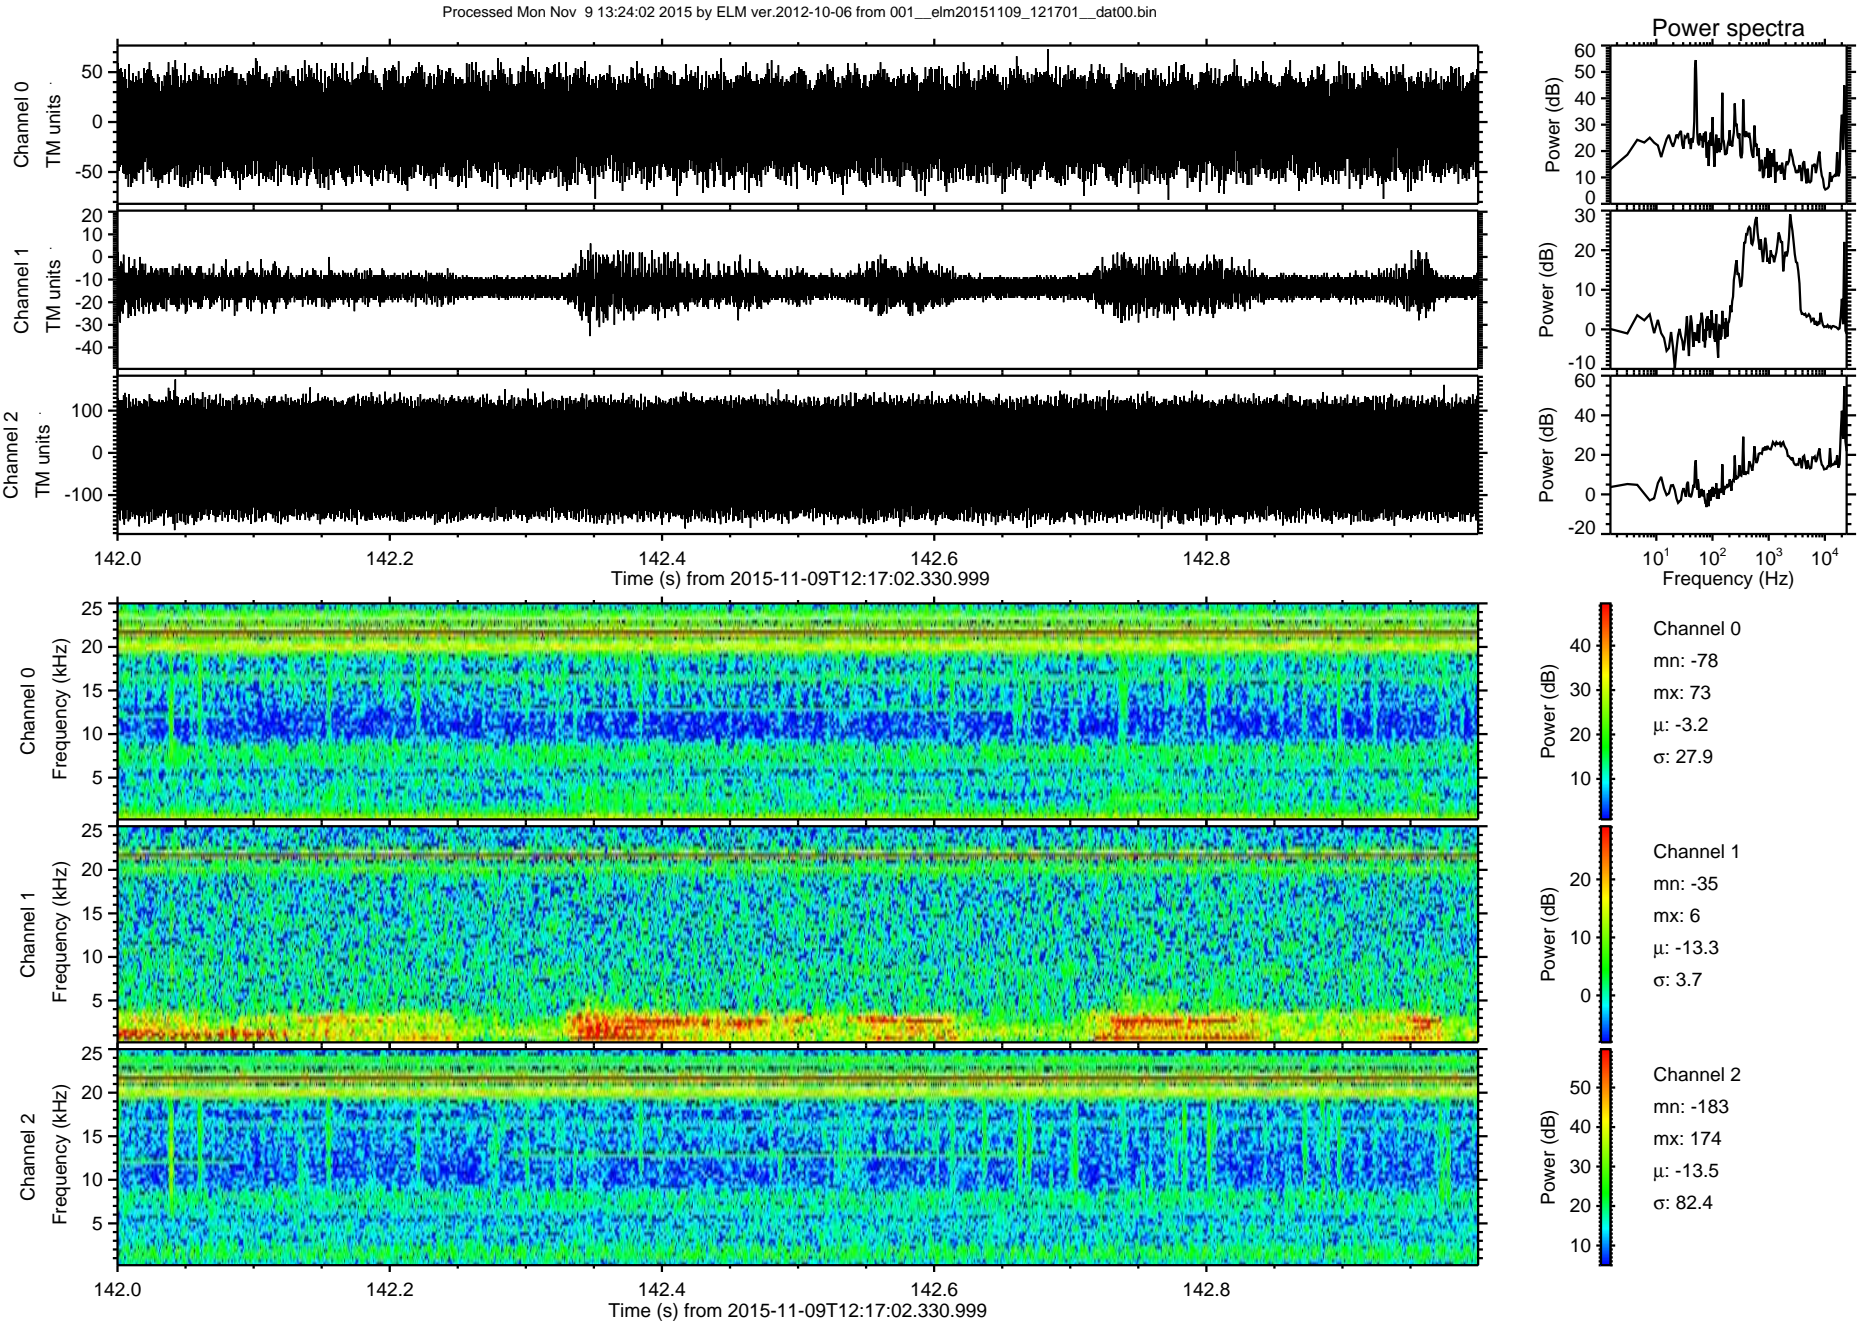 Processed Mon Nov  9 13:24:02 2015 by ELM ver.2012-10-06 from 001__elm20151109_121701__dat00.bin
Power spectra
Channel 0
TM units
50
0
-50
Power (dB)
60
50
40
30
20
10
0
Channel 1
TM units
20
10
0
-10
-20
-30
-40
Power (dB)
30
20
10
0
-10
Channel 2
TM units
100
0
-100
Power (dB)
60
40
20
0
-20
142.0 142.2 142.4 142.6 142.8
Time (s) from 2015-11-09T12:17:02.330.999
10^1 10^2 10^3 10^4
Frequency (Hz)
Channel 0
Frequency (kHz)
25
20
15
10
5
Power (dB)
40
30
20
10
Channel 0
mn: -78
mx: 73
μ: -3.2
σ: 27.9
Channel 1
Frequency (kHz)
25
20
15
10
5
Power (dB)
20
10
0
Channel 1
mn: -35
mx: 6
μ: -13.3
σ: 3.7
Channel 2
Frequency (kHz)
25
20
15
10
5
Power (dB)
50
40
30
20
10
Channel 2
mn: -183
mx: 174
μ: -13.5
σ: 82.4
142.0 142.2 142.4 142.6 142.8
Time (s) from 2015-11-09T12:17:02.330.999